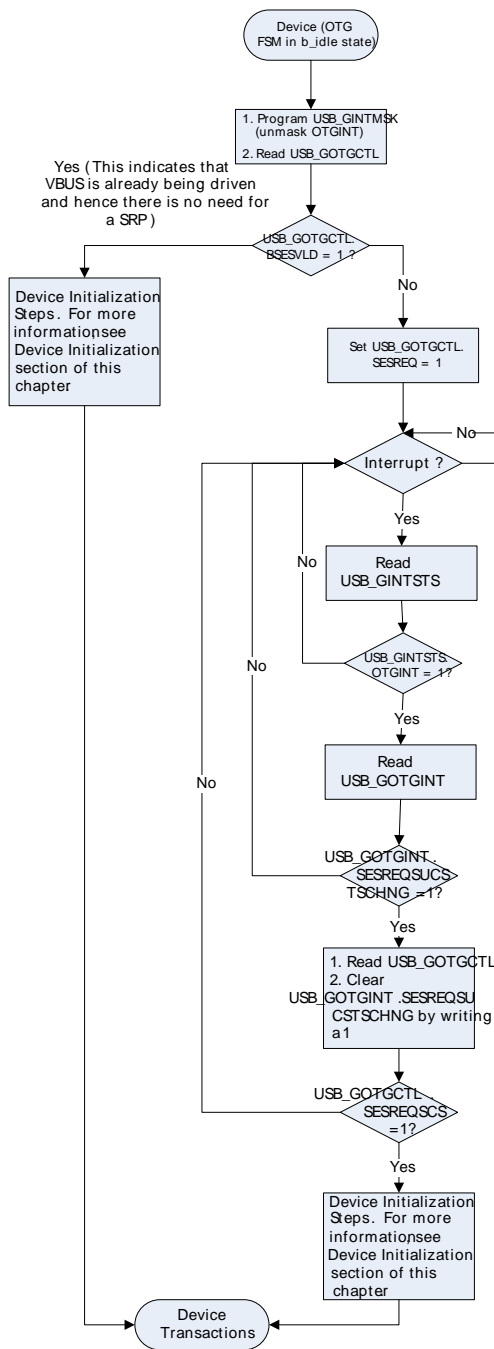 Device (OTG
FSM in b_idle state)
1. Program USB_GINTMSK
(unmask OTGINT)
2. Read USB_GOTGCTL
Yes (This indicates that
VBUS is already being driven
and hence there is no need for
a SRP)
USB_GOTGCTL.
BSESVLD = 1 ?
No
Device Initialization
Steps. For more
information, see
Device Initialization
section of this
chapter
Set USB_GOTGCTL.
SESREQ = 1
No
Interrupt ?
Yes
Read
USB_GINTSTS
No
USB_GINTSTS.
OTGINT = 1?
No
Yes
Read
USB_GOTGINT
No
USB_GOTGINT .
SESREQSUCS
TSCHNG =1?
Yes
1. Read USB_GOTGCTL
2. Clear
USB_GOTGINT .SESREQSU
CSTSCHNG by writing
a 1
USB_GOTGCTL .
SESREQSCS
=1?
Yes
Device Initialization
Steps. For more
information, see
Device Initialization
section of this
chapter
Device
Transactions